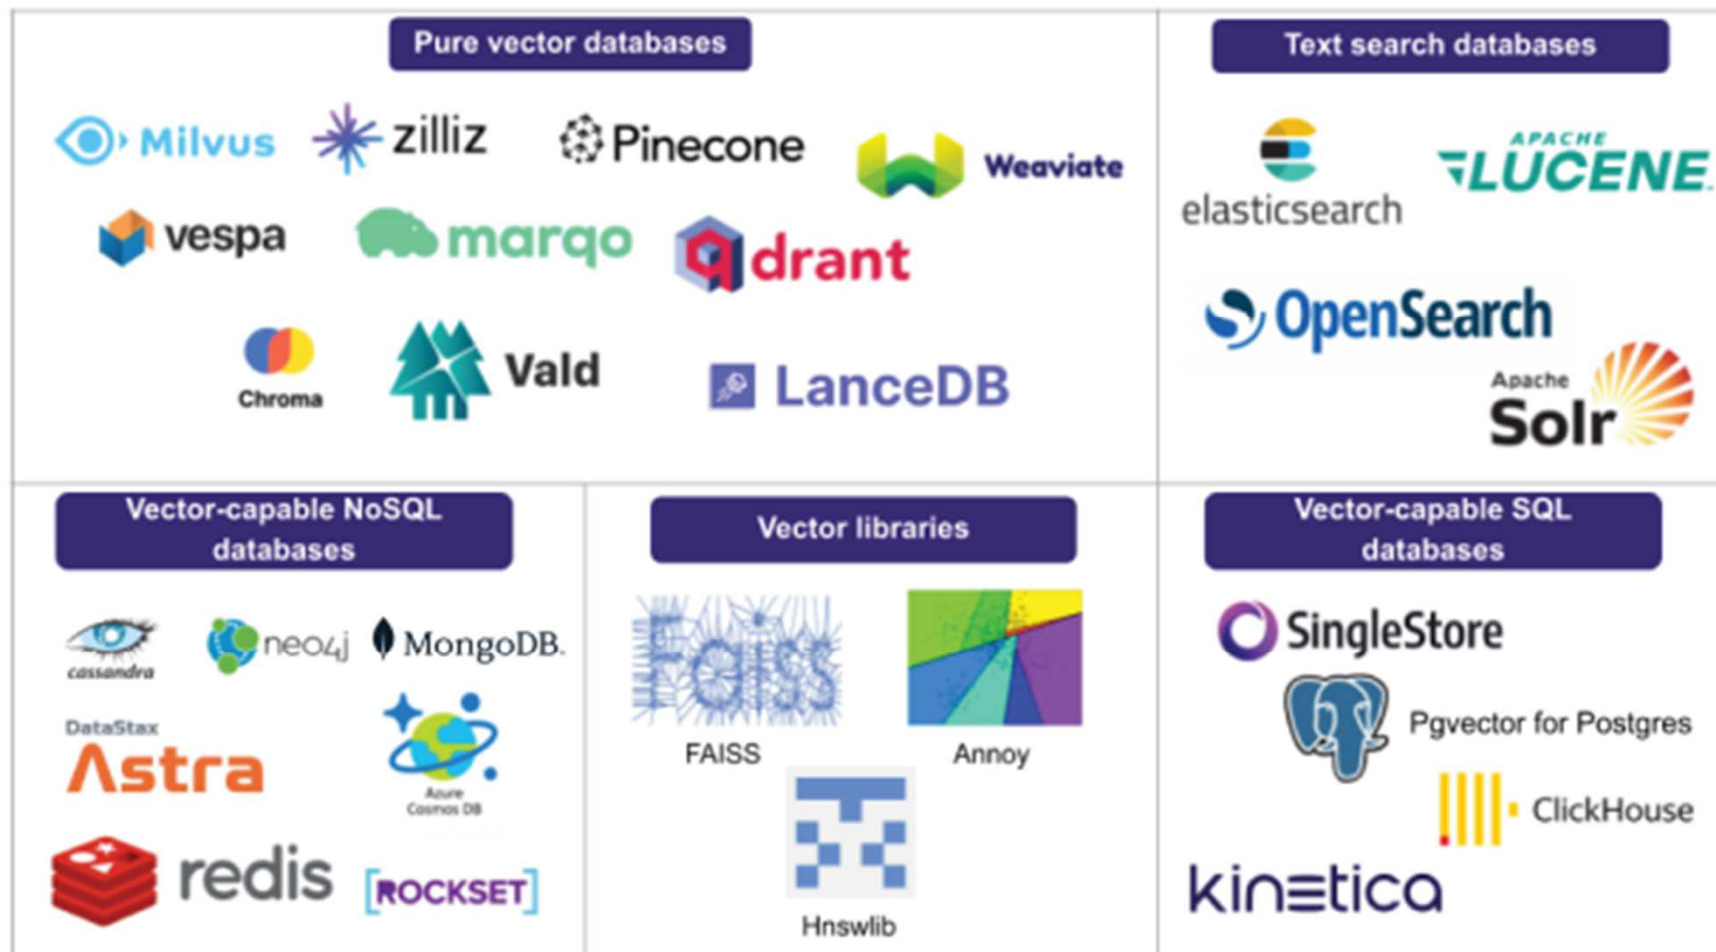 Pure vector databases
Milvus
zilliz
Pinecone
Weaviate
vespa
marqo
qdrant
Chroma
Vald
LanceDB
Text search databases
elasticsearch
APACHE
LUCENE
OpenSearch
Apache
Solr
Vector-capable NoSQL
databases
cassandra
neo4j
MongoDB.
DataStax
Astra
Azure
Cosmos DB
redis
[ROCKSET]
Vector libraries
Faiss
FAISS
Annoy
Hnswlib
Vector-capable SQL
databases
SingleStore
Pgvector for Postgres
ClickHouse
kinetica